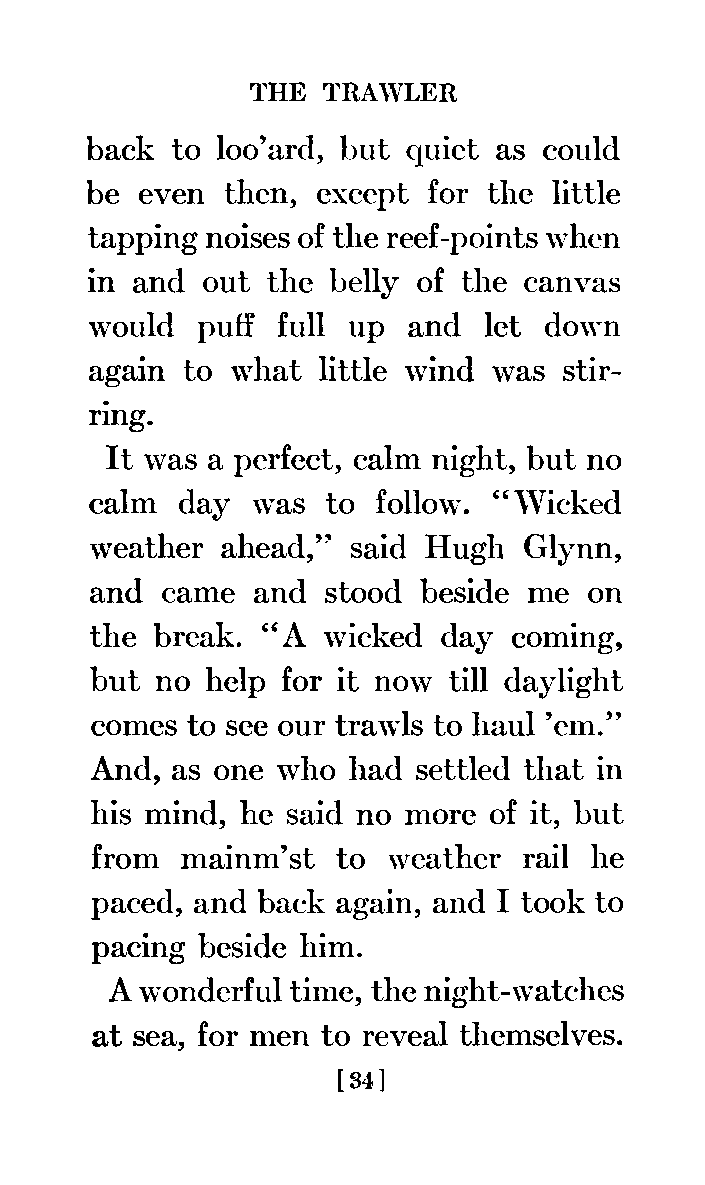 THE TRAWLER
back to loo'ard, but quiet as could
be even then, except for the little
tapping noises of the reef-points when
in and out the belly of the canvas
would puff full up and let down
again to what little wind was stir-
ring.
It was a perfect, calm night, but no
calm day was to follow. “Wicked
weather ahead,” said Hugh Glynn,
and came and stood beside me on
the break. “A wicked day coming,
but no help for it now till daylight
comes to see our trawls to haul 'em.”
And, as one who had settled that in
his mind, he said no more of it, but
from mainm'st to weather rail he
paced, and back again, and I took to
pacing beside him.
A wonderful time, the night-watches
at sea, for men to reveal themselves.
[34]